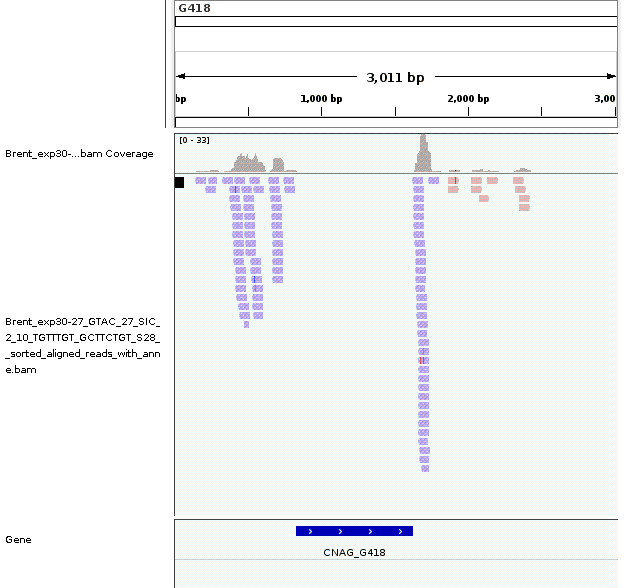 G418
3,011 bp
bp 1,000 bp 2,000 bp 3,00
[0 - 33]
Brent_exp30-...bam Coverage
Brent_exp30-27_GTAC_27_SIC_
2_10_TGTTTGT_GCTTCTGT_S28_
_sorted_aligned_reads_with_ann
e.bam
Gene
CNAG_G418